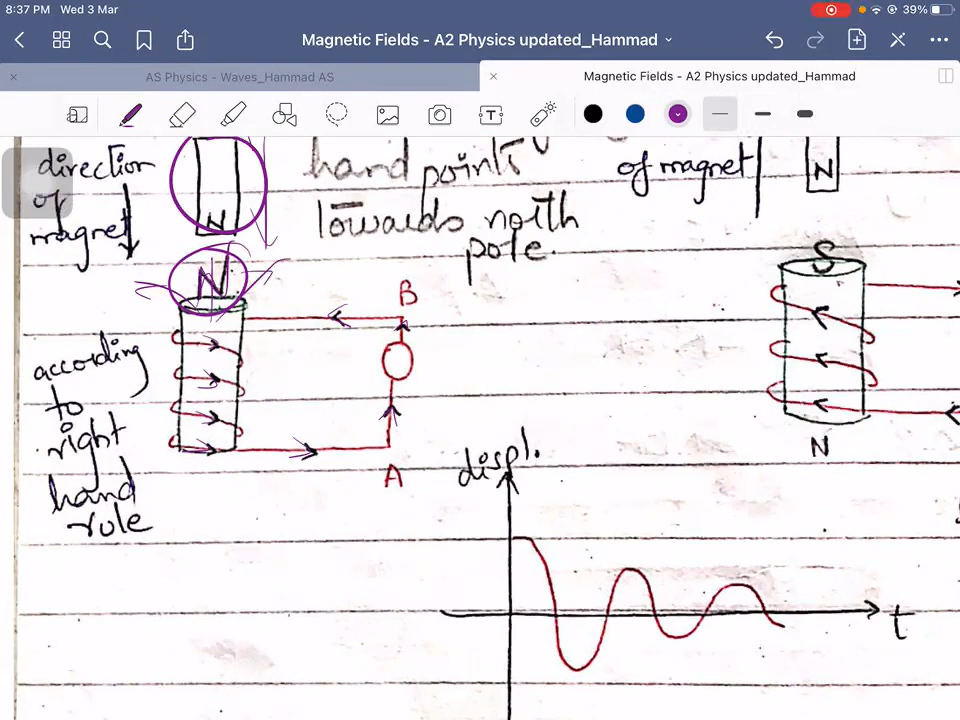 8:37 PM Wed 3 Mar
39%
Magnetic Fields - A2 Physics updated_Hammad
AS Physics - Waves_Hammad AS
Magnetic Fields - A2 Physics updated_Hammad
T
direction
of
magnet
N
hand points
towards north
pole.
of magnet
N
N
B
A
according
to
right
hand
rule
S
N
displ.
t